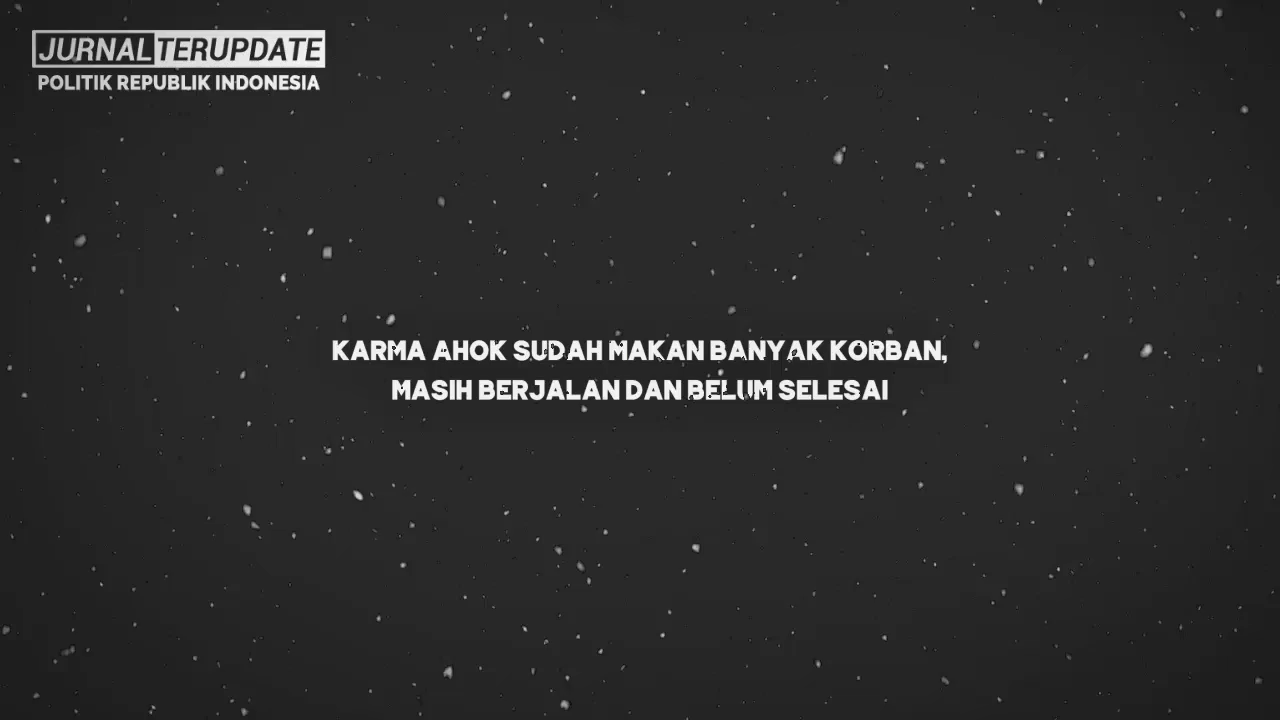 JURNALTERUPDATE
POLITIK REPUBLIK INDONESIA
KARMA AHOK SUDAH MAKAN BANYAK KORBAN,
MASIH BERJALAN DAN BELUM SELESAI